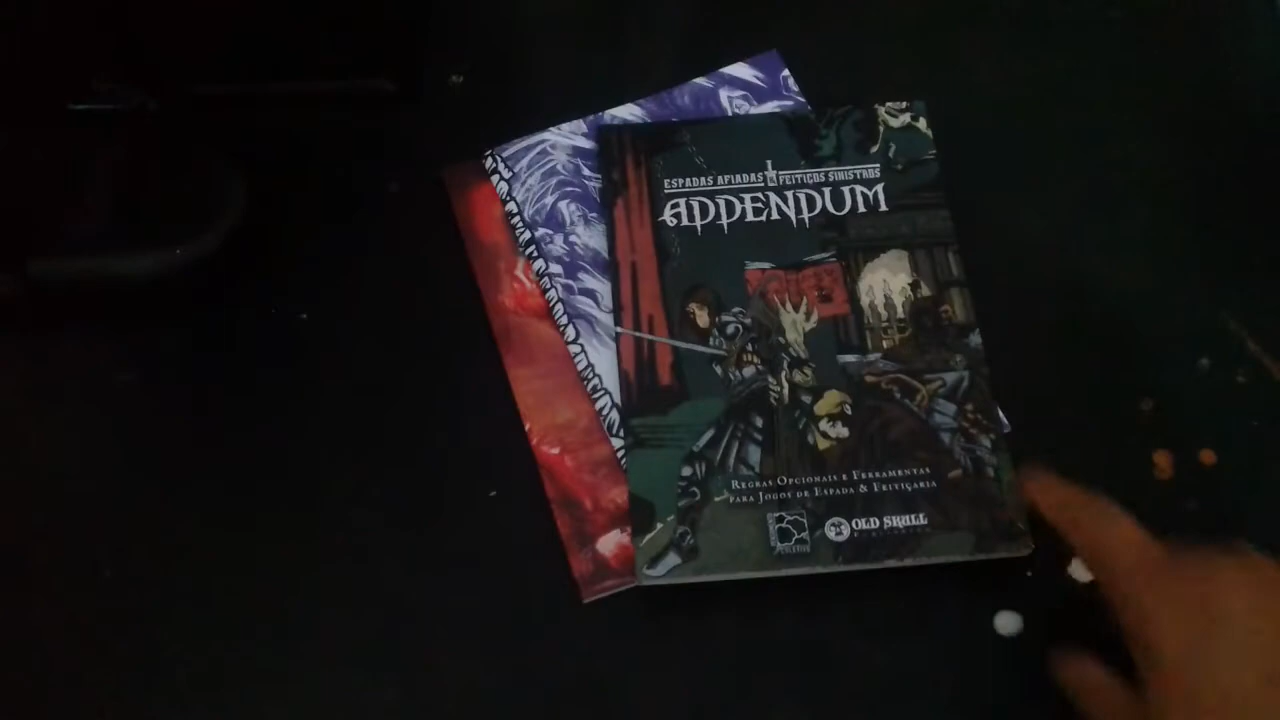 ESPADAS AFIADAS & FEITIÇOS SINISTROS
ADDENDUM
REGRAS OPCIONAIS E FERRAMENTAS
PARA JOGOS DE ESPADA & FEITIÇARIA
OLD SKULL